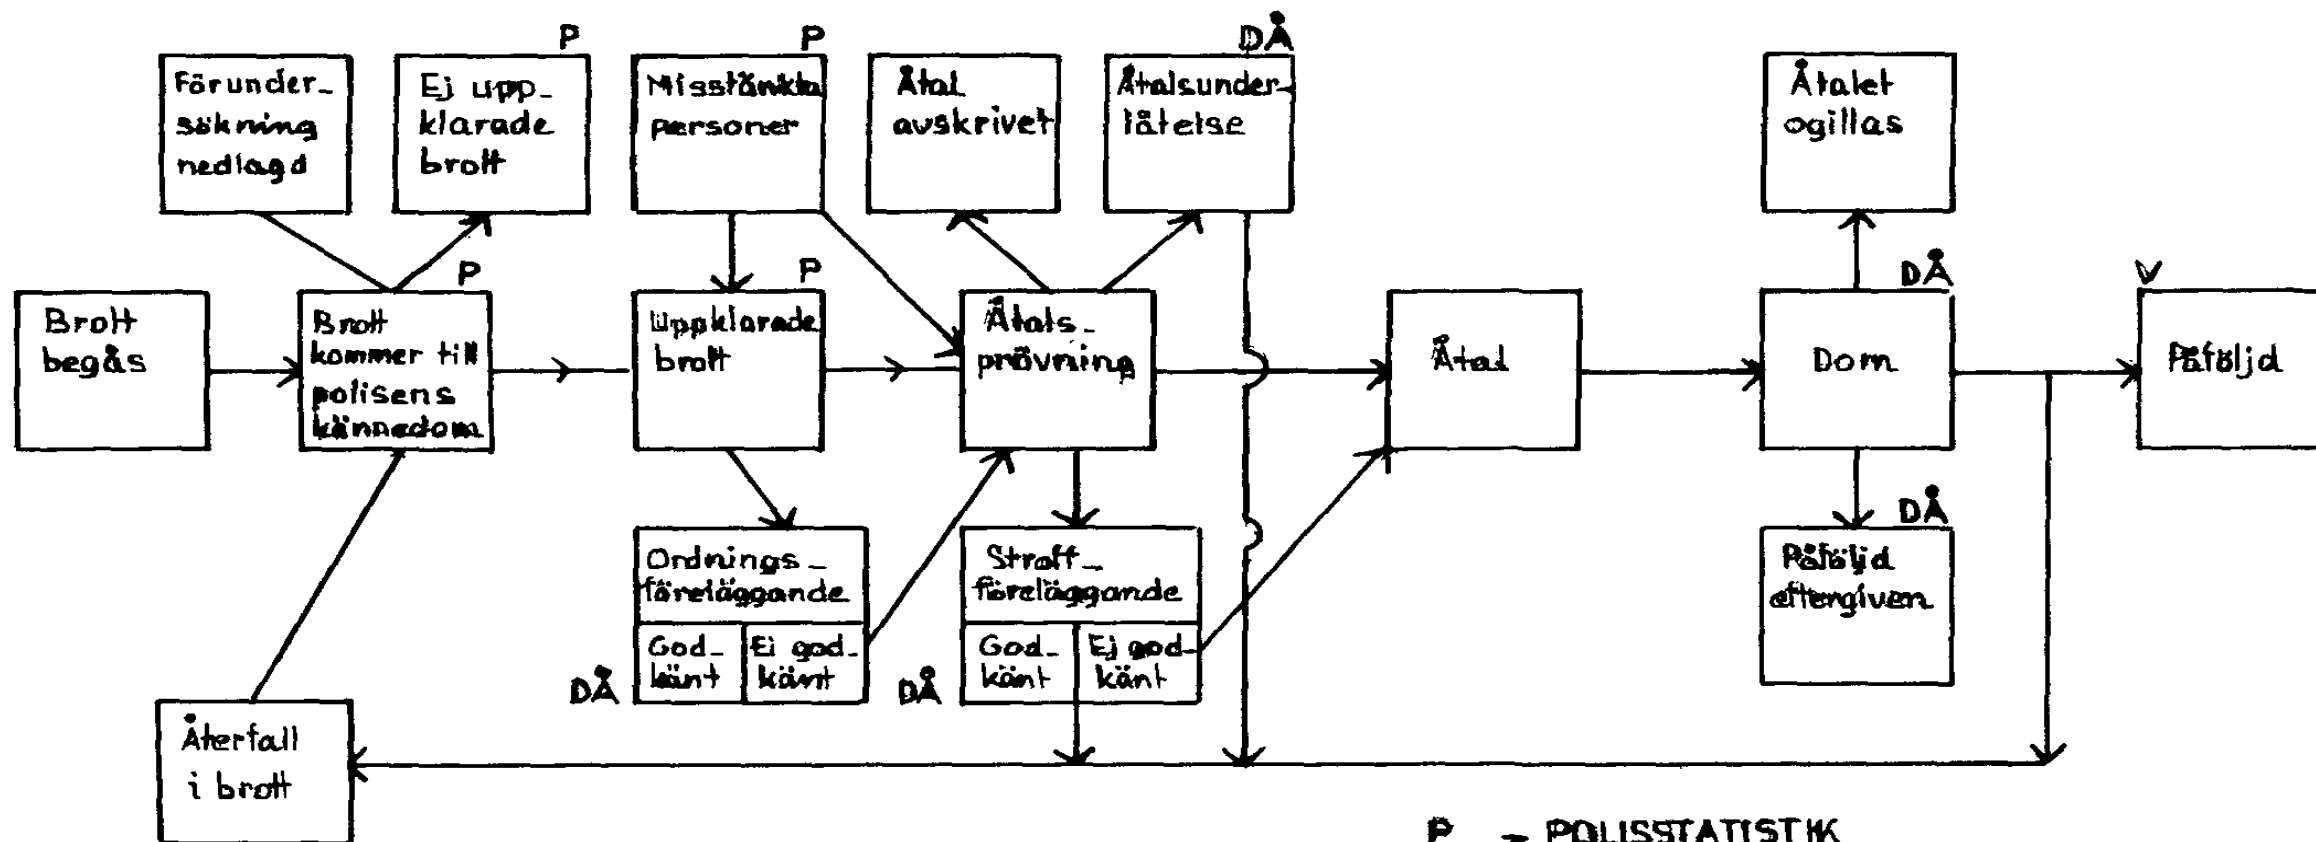 P
Förunder-
sökning
nedlagd
P
Ej upp-
klarade
brott
P
Misstänkta
personer
Åtal
avskrivet
DÅ
Åtalsunder-
låtelse
Åtalet
ogillas
Brott
begås
P
Brott
kommer till
polisens
kännedom
P
Uppklarade
brott
Åtals-
prövning
Åtal
DÅ
Dom
V
Påföljd
Ordnings-
föreläggande
God-
känt
Ej god-
känt
DÅ
Straff-
föreläggande
God-
känt
Ej god-
känt
DÅ
DÅ
Påföljd
eftergiven
Återfall
i brott
P - POLISSTATISTIK